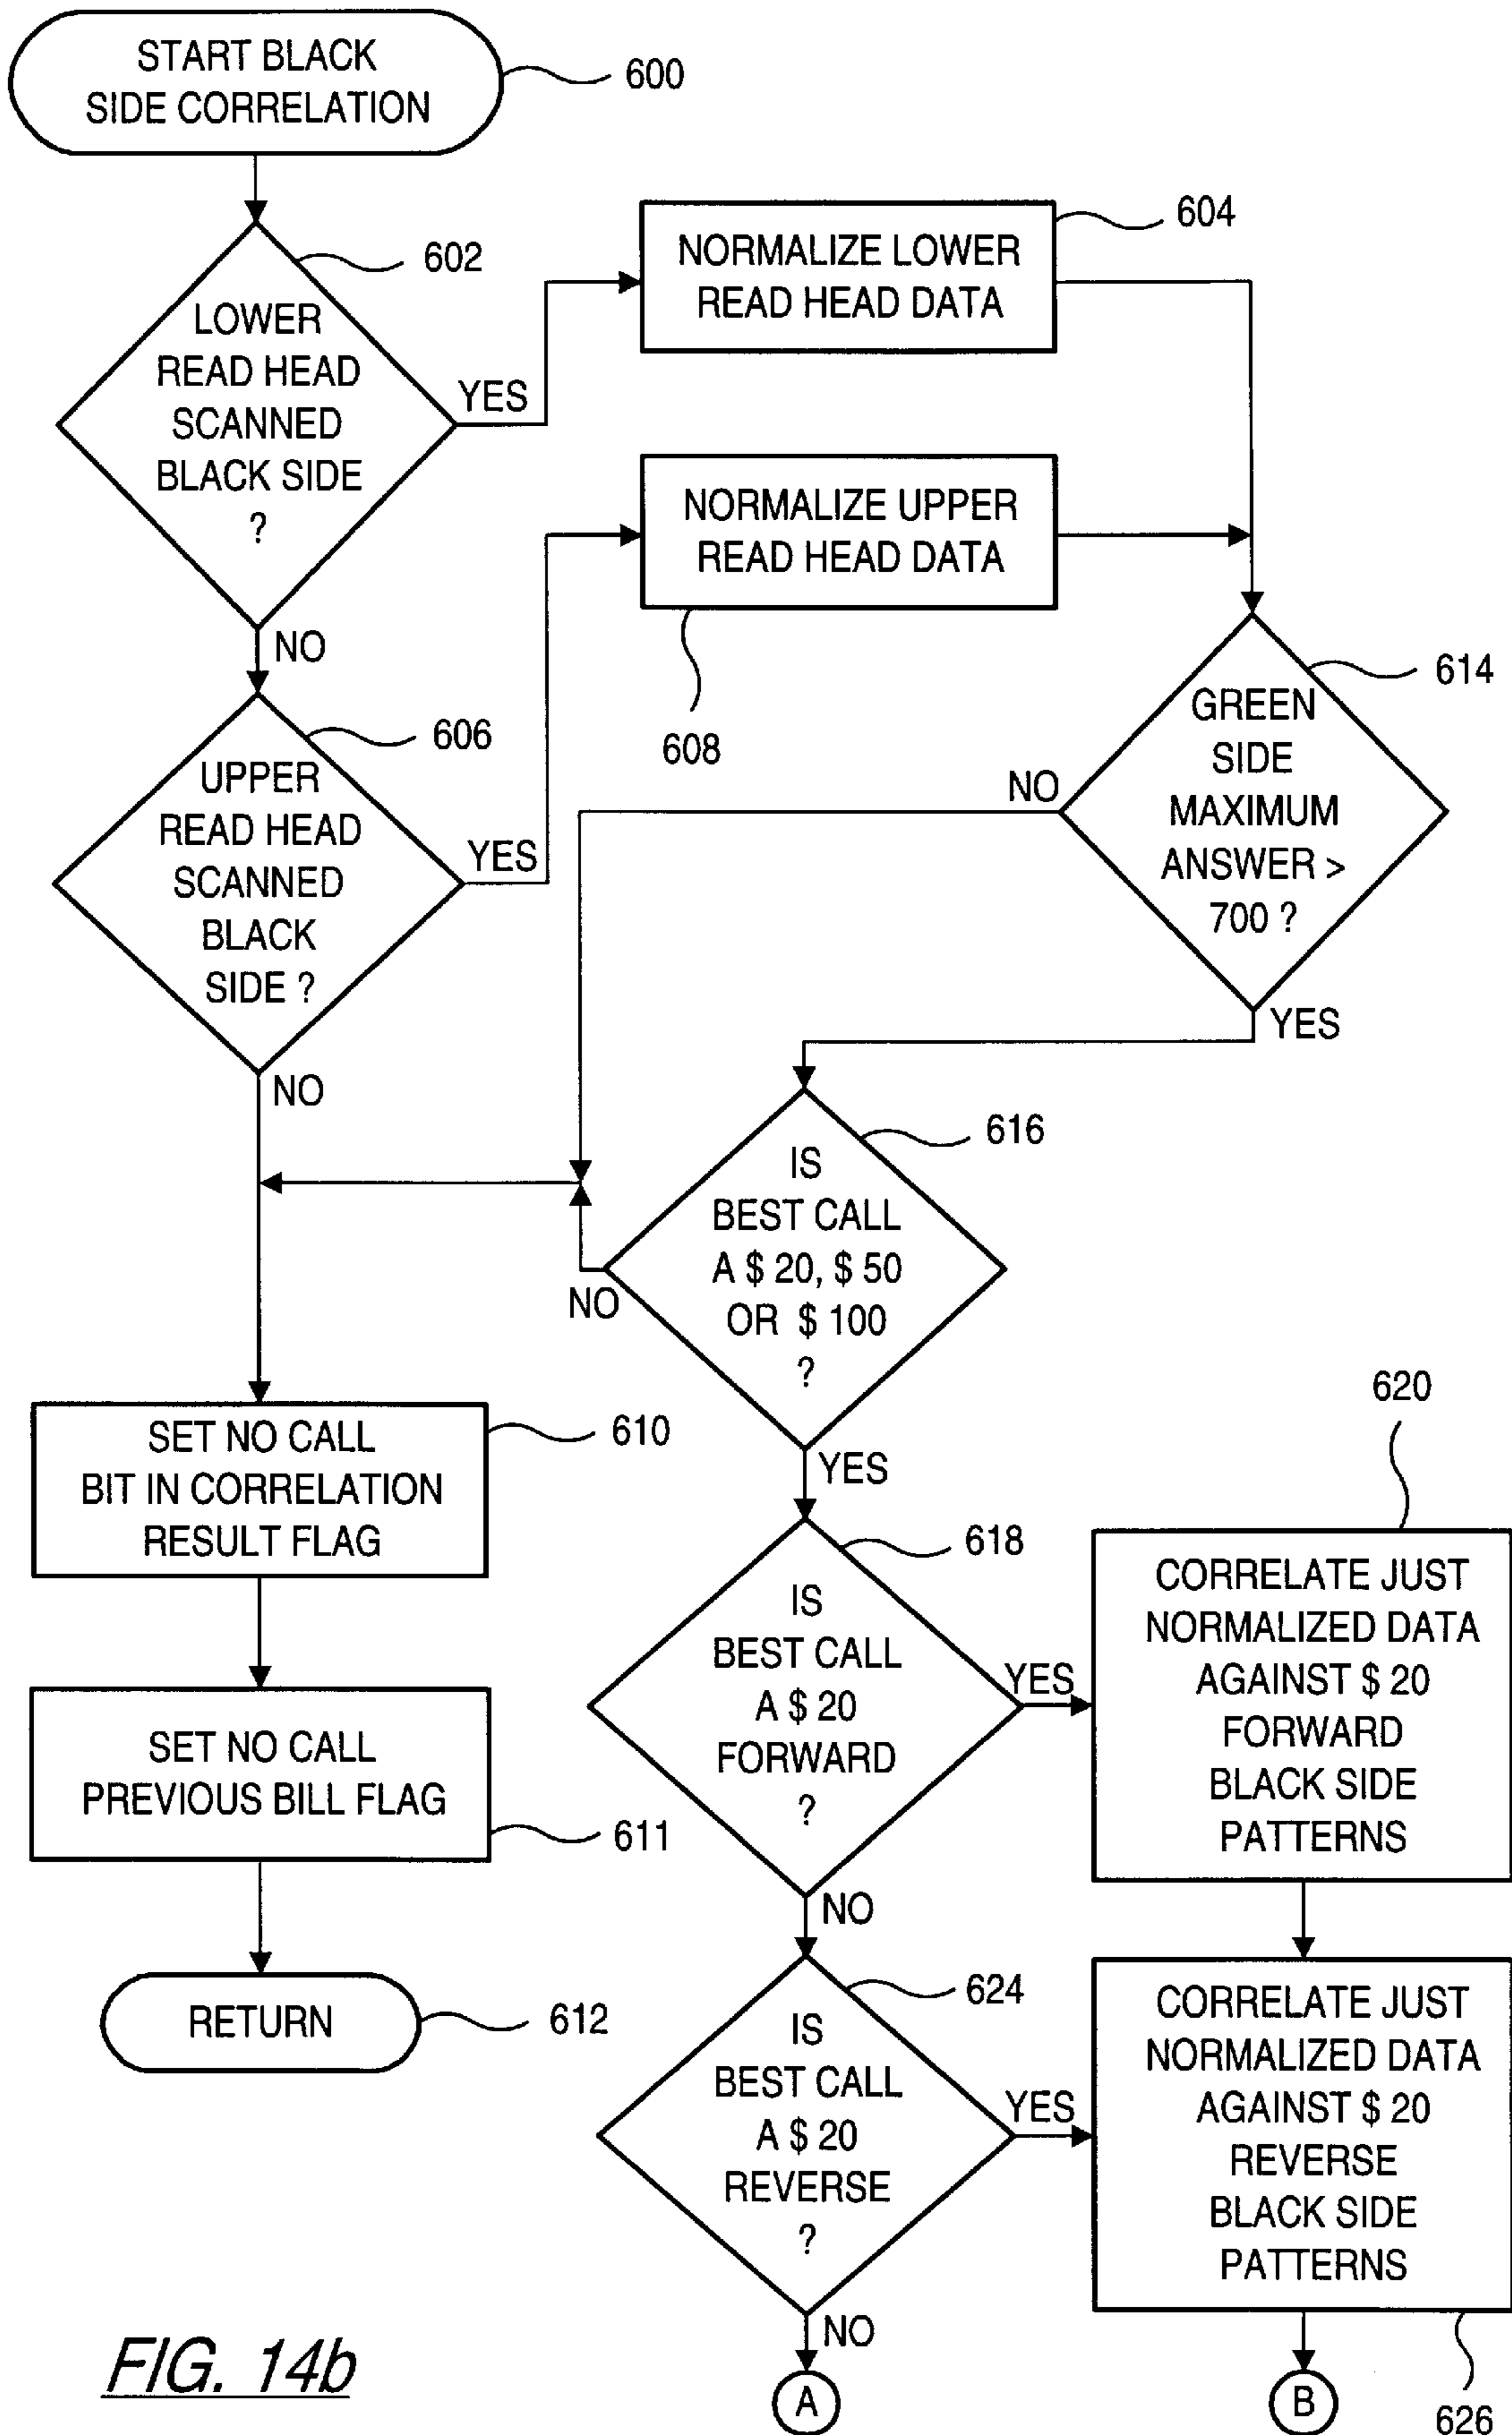 START BLACK
SIDE CORRELATION
600
602
LOWER
READ HEAD
SCANNED
BLACK SIDE
?
YES
NO
NORMALIZE LOWER
READ HEAD DATA
604
NORMALIZE UPPER
READ HEAD DATA
608
606
UPPER
READ HEAD
SCANNED
BLACK
SIDE ?
YES
NO
614
GREEN
SIDE
MAXIMUM
ANSWER >
700 ?
NO
YES
616
IS
BEST CALL
A $ 20, $ 50
OR $ 100
?
NO
YES
SET NO CALL
BIT IN CORRELATION
RESULT FLAG
610
SET NO CALL
PREVIOUS BILL FLAG
611
RETURN
612
618
IS
BEST CALL
A $ 20
FORWARD
?
YES
NO
620
CORRELATE JUST
NORMALIZED DATA
AGAINST $ 20
FORWARD
BLACK SIDE
PATTERNS
624
IS
BEST CALL
A $ 20
REVERSE
?
YES
NO
CORRELATE JUST
NORMALIZED DATA
AGAINST $ 20
REVERSE
BLACK SIDE
PATTERNS
626
A
B
FIG. 14b